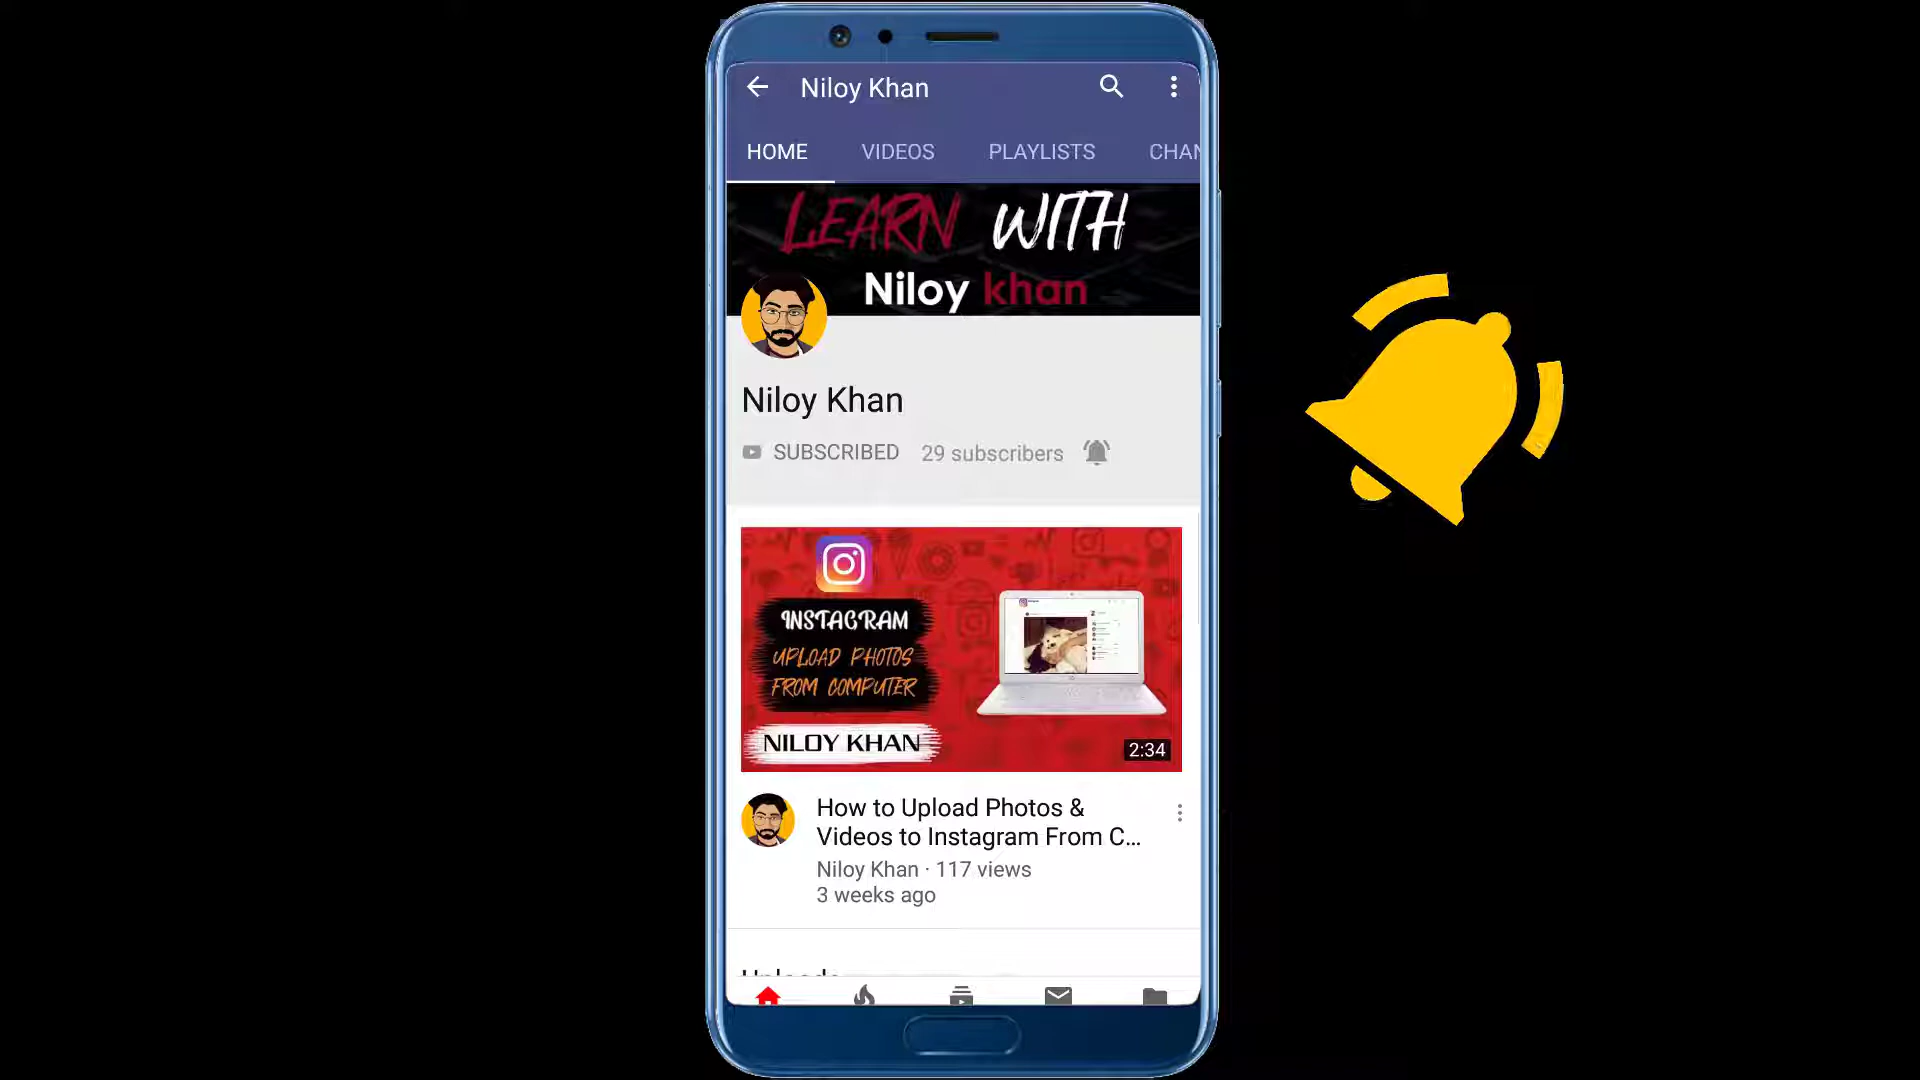 Niloy Khan
HOME VIDEOS PLAYLISTS CHAN
LEARN WITH
Niloy khan
Niloy Khan
SUBSCRIBED 29 subscribers
INSTAGRAM
UPLOAD PHOTOS
FROM COMPUTER
NILOY KHAN
2:34
How to Upload Photos &
Videos to Instagram From C...
Niloy Khan · 117 views
3 weeks ago
Uploads